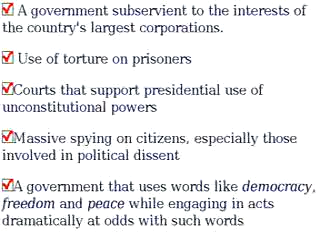 A government subservient to the interests of
the country's largest corporations.
Use of torture on prisoners
Courts that support presidential use of
unconstitutional powers
Massive spying on citizens, especially those
involved in political dissent
A government that uses words like democracy,
freedom and peace while engaging in acts
dramatically at odds with such words